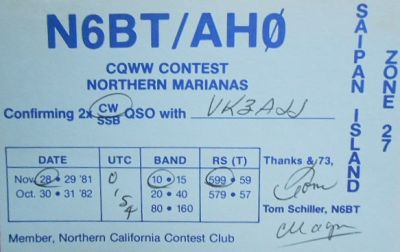 N6BT/AHØ
CQWW CONTEST
NORTHERN MARIANAS
SAIPAN ISLAND
ZONE 27
Confirming 2x CW SSB QSO with VK3AJJ
DATE UTC BAND RS (T)
Nov. 28 • 29 '81 0154 10 • 15 599 • 59
Oct. 30 • 31 '82 20 • 40 579 • 57
80 • 160
Thanks & 73,
Tom
Tom Schiller, N6BT
Member, Northern California Contest Club